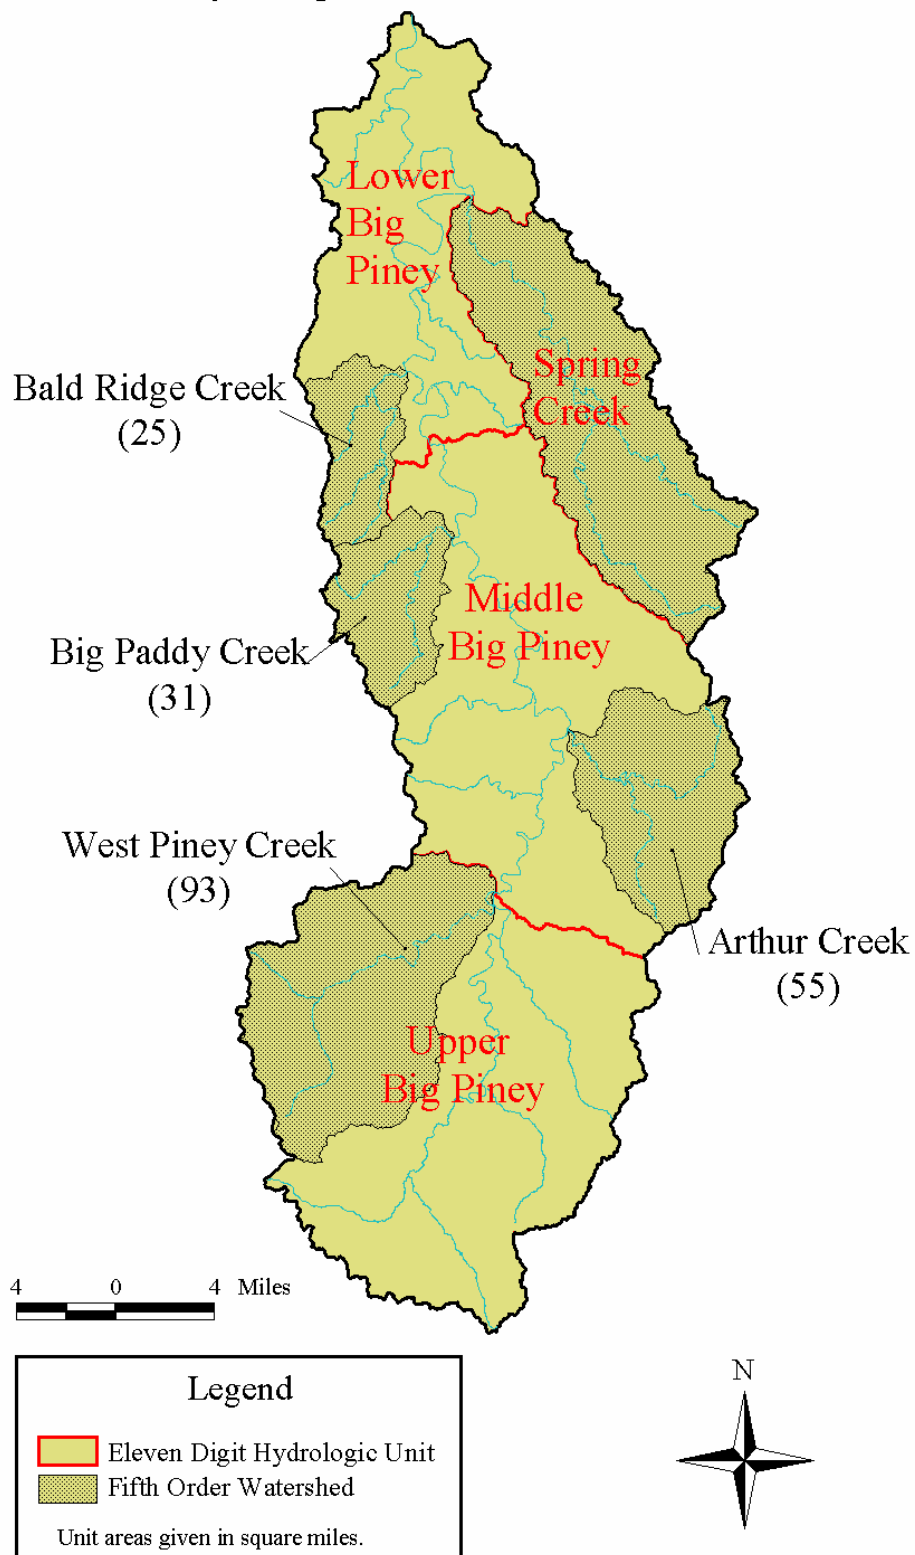 Lower
Big
Piney
Spring
Creek
Bald Ridge Creek
(25)
Middle
Big Piney
Big Paddy Creek
(31)
West Piney Creek
(93)
Arthur Creek
(55)
Upper
Big Piney
4 0 4 Miles
Legend
Eleven Digit Hydrologic Unit
Fifth Order Watershed
Unit areas given in square miles.
N